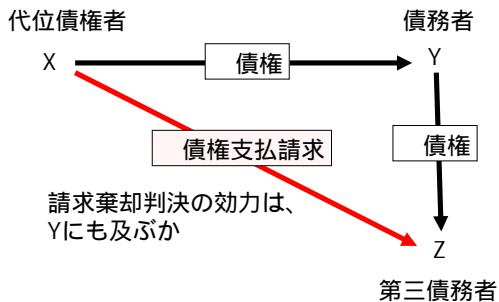 代位債権者
債務者
X
債権
Y
債権支払請求
債権
請求棄却判決の効力は、
Yにも及ぶか
Z
第三債務者